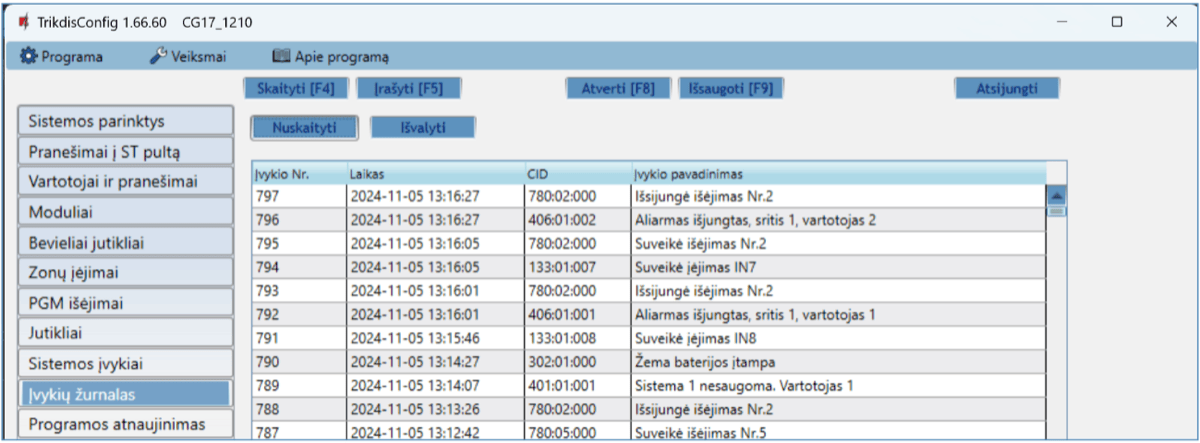 TrikdisConfig 1.66.60 CG17_1210
Programa Veiksmai Apie programą
Skaityti [F4] Įrašyti [F5] Atverti [F8] Išsaugoti [F9] Atsijungti
Nuskaityti Išvalyti
Sistemos parinktys
Pranešimai į ST pultą
Vartotojai ir pranešimai
Moduliai
Bevieliai jutikliai
Zonų įėjimai
PGM išėjimai
Jutikliai
Sistemos įvykiai
Įvykių žurnalas
Programos atnaujinimas
Įvykio Nr. Laikas CID Įvykio pavadinimas
797 2024-11-05 13:16:27 780:02:000 Išsijungė išėjimas Nr.2
796 2024-11-05 13:16:27 406:01:002 Aliarmas išjungtas, sritis 1, vartotojas 2
795 2024-11-05 13:16:05 780:02:000 Suveikė išėjimas Nr.2
794 2024-11-05 13:16:05 133:01:007 Suveikė įėjimas IN7
793 2024-11-05 13:16:01 780:02:000 Išsijungė išėjimas Nr.2
792 2024-11-05 13:16:01 406:01:001 Aliarmas išjungtas, sritis 1, vartotojas 1
791 2024-11-05 13:15:46 133:01:008 Suveikė įėjimas IN8
790 2024-11-05 13:14:27 302:01:000 Žema baterijos įtampa
789 2024-11-05 13:14:07 401:01:001 Sistema 1 nesaugoma. Vartotojas 1
788 2024-11-05 13:13:26 780:02:000 Išsijungė išėjimas Nr.2
787 2024-11-05 13:12:42 780:05:000 Suveikė išėjimas Nr.5